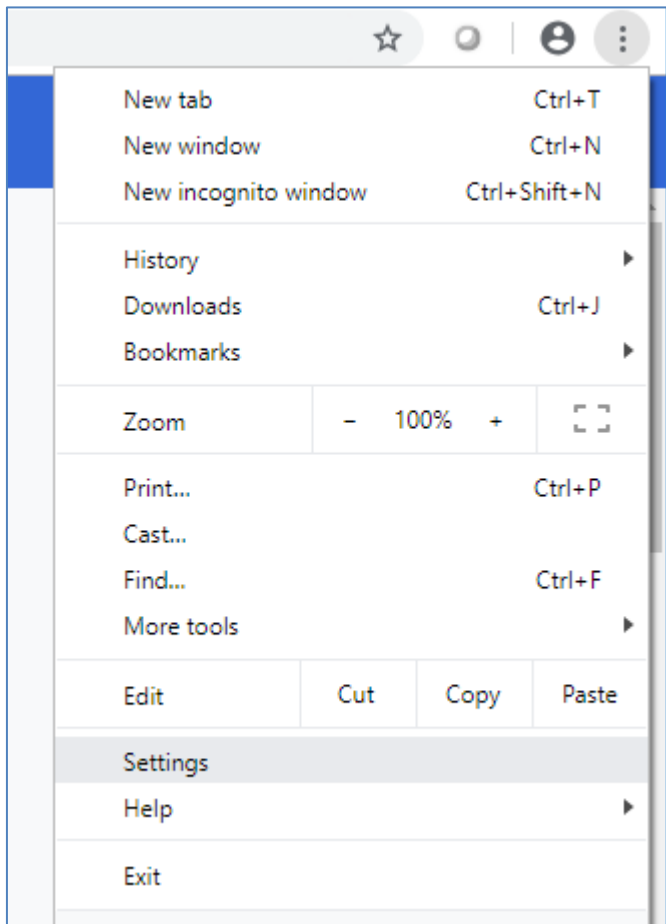 New tab Ctrl+T
New window Ctrl+N
New incognito window Ctrl+Shift+N
History
Downloads Ctrl+J
Bookmarks
Zoom - 100% +
Print... Ctrl+P
Cast...
Find... Ctrl+F
More tools
Edit Cut Copy Paste
Settings
Help
Exit